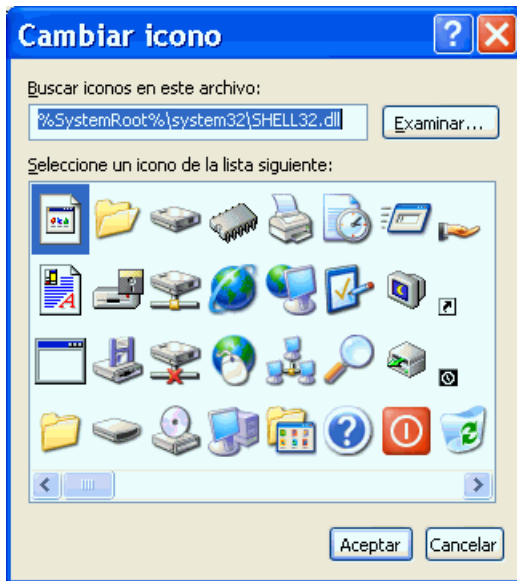 Cambiar icono
Buscar iconos en este archivo:
%SystemRoot%\system32\SHELL32.dll
Examinar...
Seleccione un icono de la lista siguiente:
Aceptar
Cancelar